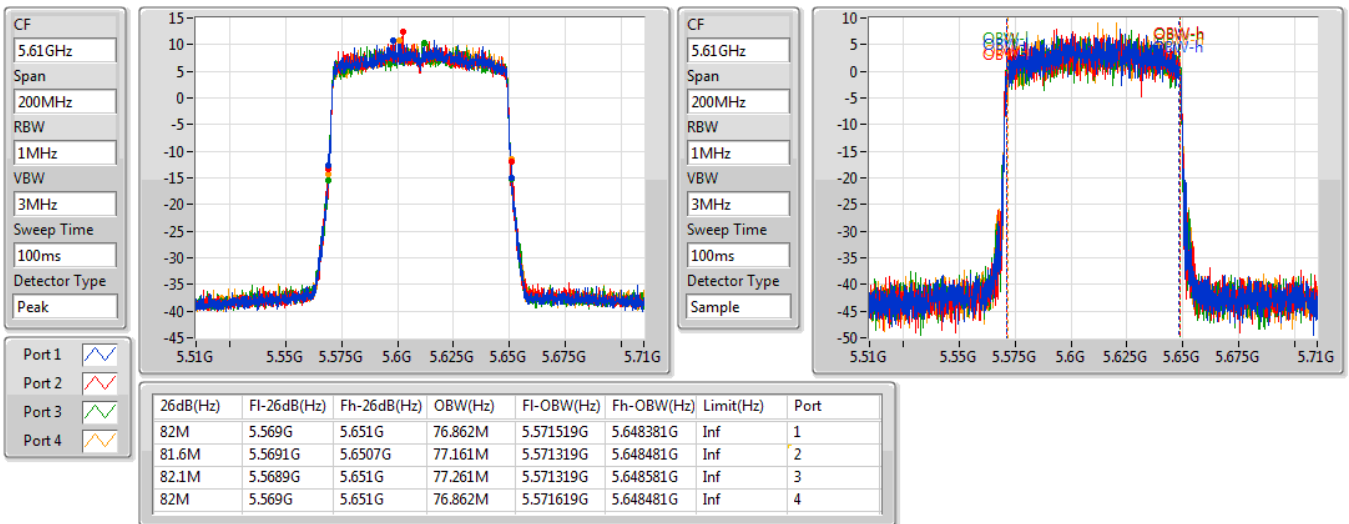 CF
5.61GHz
Span
200MHz
RBW
1MHz
VBW
3MHz
Sweep Time
100ms
Detector Type
Peak
15
10
5
0
-5
-10
-15
-20
-25
-30
-35
-40
-45
5.51G 5.55G 5.575G 5.6G 5.625G 5.65G 5.675G 5.71G
CF
5.61GHz
Span
200MHz
RBW
1MHz
VBW
3MHz
Sweep Time
100ms
Detector Type
Sample
10
5
0
-5
-10
-15
-20
-25
-30
-35
-40
-45
-50
OBW-h
5.51G 5.55G 5.575G 5.6G 5.625G 5.65G 5.675G 5.71G
Port 1
Port 2
Port 3
Port 4
26dB(Hz) Fl-26dB(Hz) Fh-26dB(Hz) OBW(Hz) Fl-OBW(Hz) Fh-OBW(Hz) Limit(Hz) Port
82M 5.569G 5.651G 76.862M 5.571519G 5.648381G Inf 1
81.6M 5.5691G 5.6507G 77.161M 5.571319G 5.648481G Inf 2
82.1M 5.5689G 5.651G 77.261M 5.571319G 5.648581G Inf 3
82M 5.569G 5.651G 76.862M 5.571619G 5.648481G Inf 4